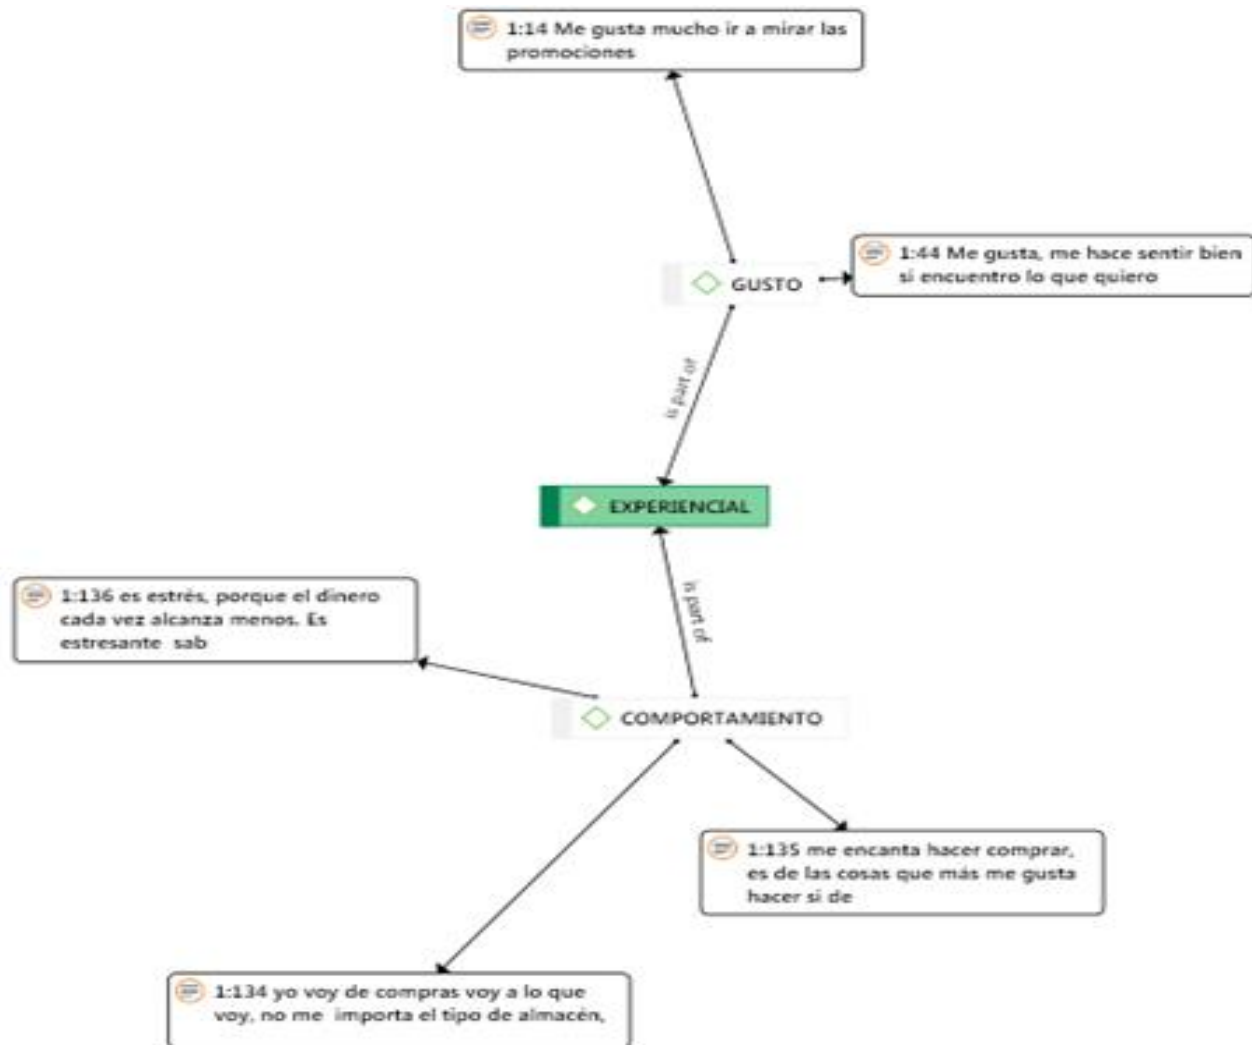 1:14 Me gusta mucho ir a mirar las
promociones
1:44 Me gusta, me hace sentir bien
si encuentro lo que quiero
GUSTO
is part of
EXPERIENCIAL
is part of
1:136 es estrés, porque el dinero
cada vez alcanza menos. Es
estresante sab
COMPORTAMIENTO
1:135 me encanta hacer comprar,
es de las cosas que más me gusta
hacer si de
1:134 yo voy de compras voy a lo que
voy, no me importa el tipo de almacén,